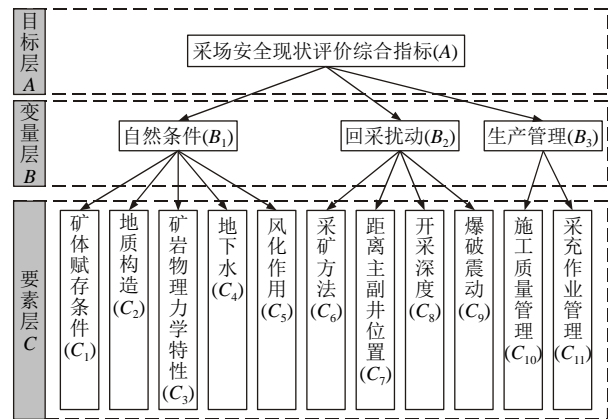 目标层A
采场安全现状评价综合指标(A)
变量层B
自然条件(B₁)
回采扰动(B₂)
生产管理(B₃)
要素层C
矿体赋存条件(C₁)
地质构造(C₂)
矿岩物理力学特性(C₃)
地下水(C₄)
风化作用(C₅)
采矿方法(C₆)
距离主副井位置(C₇)
开采深度(C₈)
爆破震动(C₉)
施工质量管理(C₁₀)
采充作业管理(C₁₁)